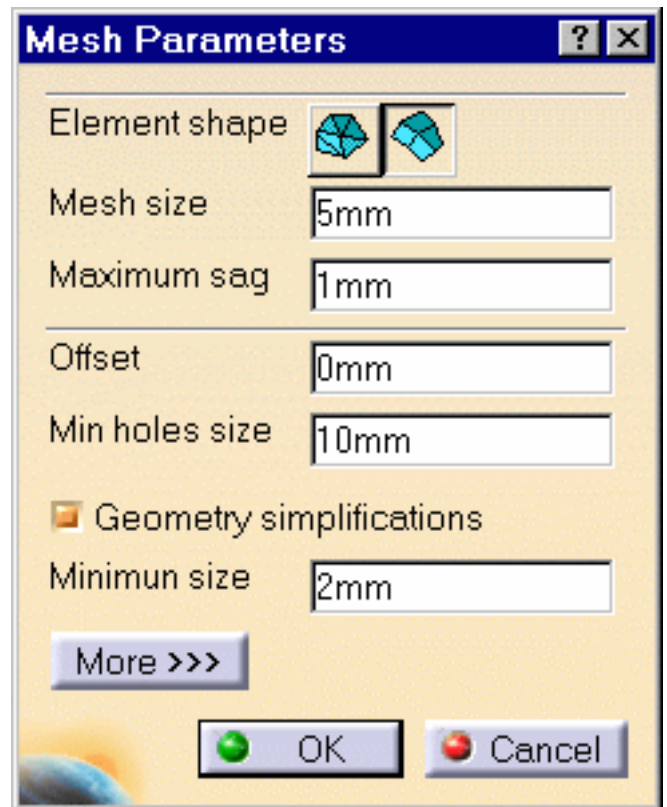 Mesh Parameters ? ×
Element shape
Mesh size 5mm
Maximum sag 1mm
Offset 0mm
Min holes size 10mm
Geometry simplifications
Minimun size 2mm
More >>>
OK Cancel